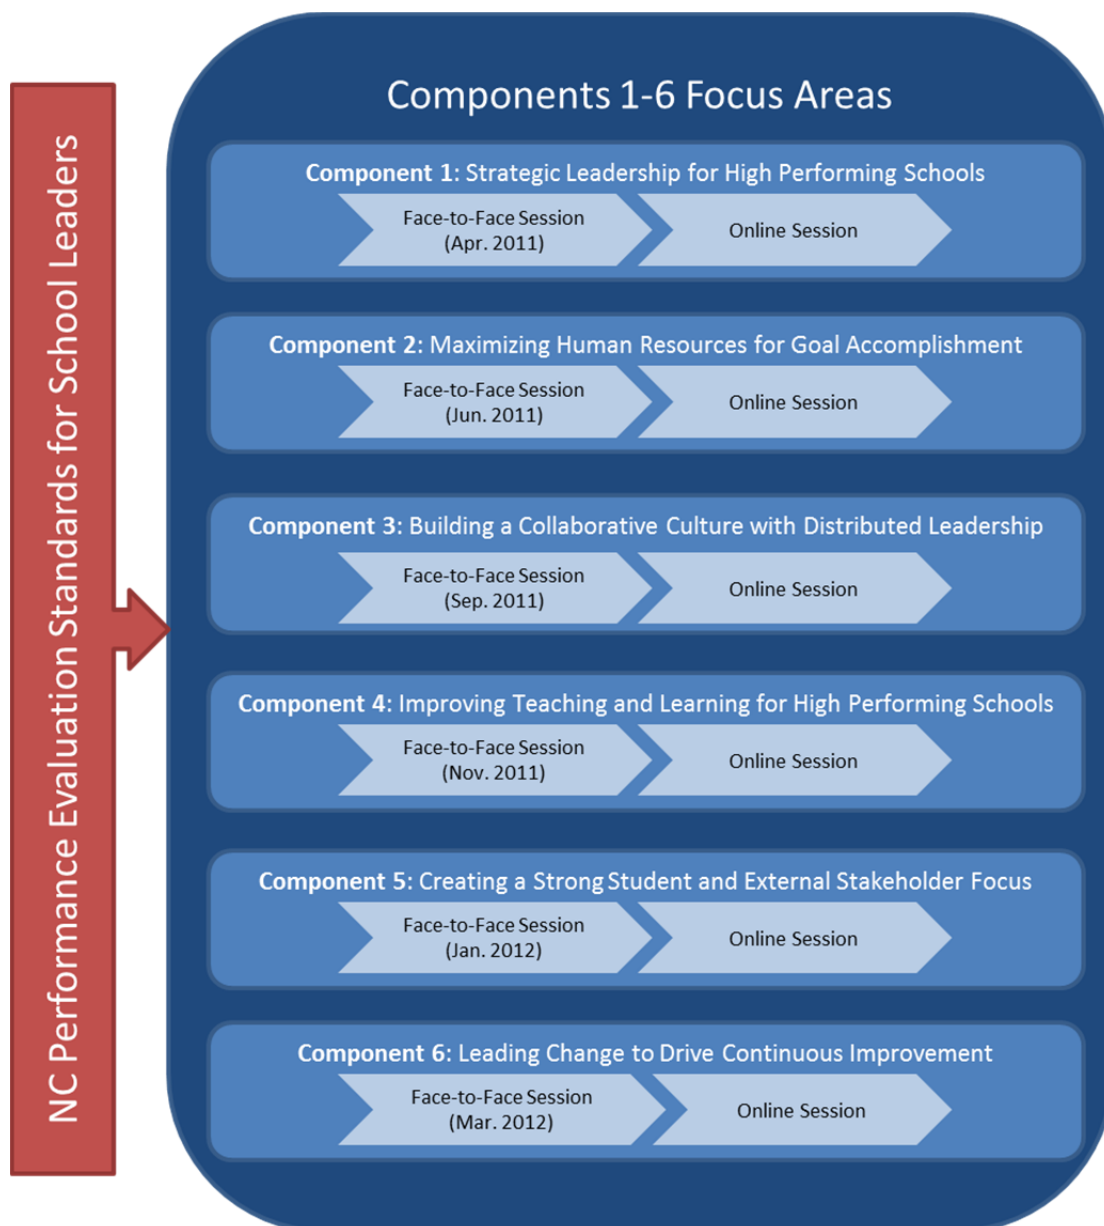 NC Performance Evaluation Standards for School Leaders
Components 1-6 Focus Areas
Component 1: Strategic Leadership for High Performing Schools
Face-to-Face Session
(Apr. 2011)
Online Session
Component 2: Maximizing Human Resources for Goal Accomplishment
Face-to-Face Session
(Jun. 2011)
Online Session
Component 3: Building a Collaborative Culture with Distributed Leadership
Face-to-Face Session
(Sep. 2011)
Online Session
Component 4: Improving Teaching and Learning for High Performing Schools
Face-to-Face Session
(Nov. 2011)
Online Session
Component 5: Creating a Strong Student and External Stakeholder Focus
Face-to-Face Session
(Jan. 2012)
Online Session
Component 6: Leading Change to Drive Continuous Improvement
Face-to-Face Session
(Mar. 2012)
Online Session